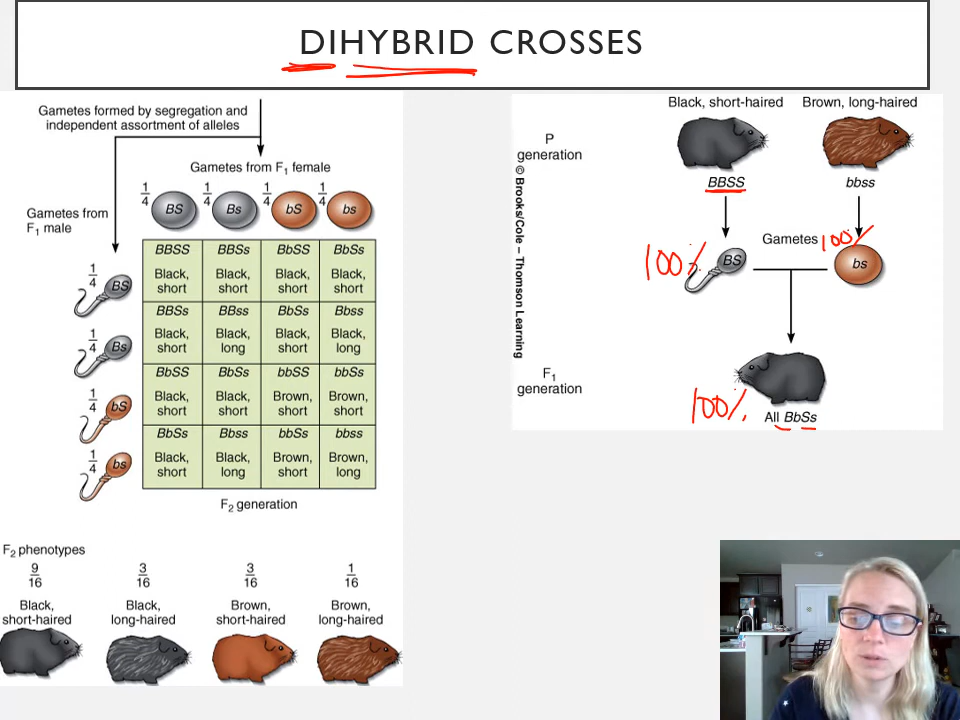 DIHYBRID CROSSES
Gametes formed by segregation and
independent assortment of alleles
Gametes from F1 female
1/4 BS 1/4 Bs 1/4 bS 1/4 bs
Gametes from
F1 male
1/4 BS
1/4 Bs
1/4 bS
1/4 bs
BBSS BBSs BbSS BbSs
Black, Black, Black, Black,
short short short short
BBSs BBss BbSs Bbss
Black, Black, Black, Black,
short long short long
BbSS BbSs bbSS bbSs
Black, Black, Brown, Brown,
short short short short
BbSs Bbss bbSs bbss
Black, Black, Brown, Brown,
short long short long
F2 generation
F2 phenotypes
9/16 3/16 3/16 1/16
Black, Black, Brown, Brown,
short-haired long-haired short-haired long-haired
Black, short-haired Brown, long-haired
P
generation
BBSS bbss
© Brooks/Cole – Thomson Learning
Gametes
100% BS 100% bs
F1
generation
100%
All BbSs